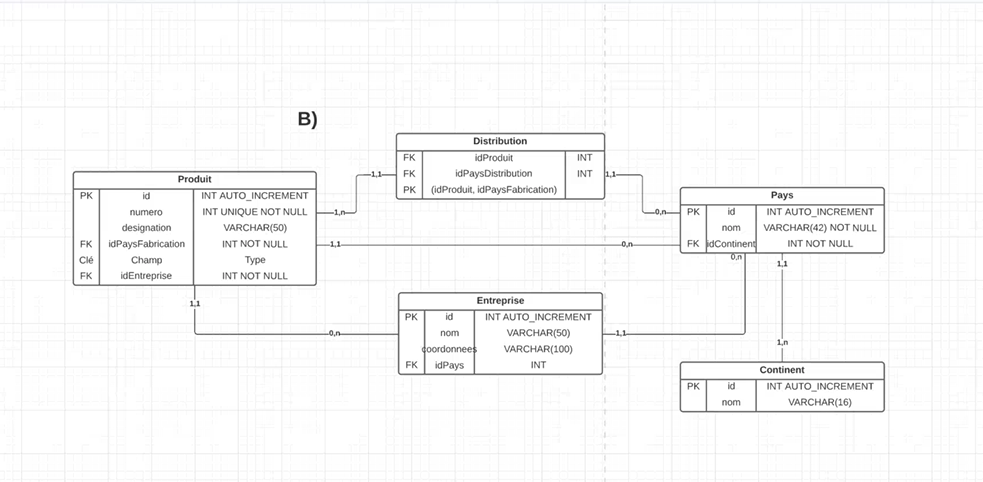 B)
Distribution
FK idProduit INT
FK idPaysDistribution INT
PK (idProduit, idPaysFabrication)
Produit
PK id INT AUTO_INCREMENT
numero INT UNIQUE NOT NULL
designation VARCHAR(50)
FK idPaysFabrication INT NOT NULL
Clé Champ Type
FK idEntreprise INT NOT NULL
1,1
1,1
1,n
0,n
Pays
PK id INT AUTO_INCREMENT
nom VARCHAR(42) NOT NULL
FK idContinent INT NOT NULL
1,1
0,n
0,n
1,1
1,1
0,n
Entreprise
PK id INT AUTO_INCREMENT
nom VARCHAR(50)
coordonnees VARCHAR(100)
FK idPays INT
1,1
1,n
Continent
PK id INT AUTO_INCREMENT
nom VARCHAR(16)